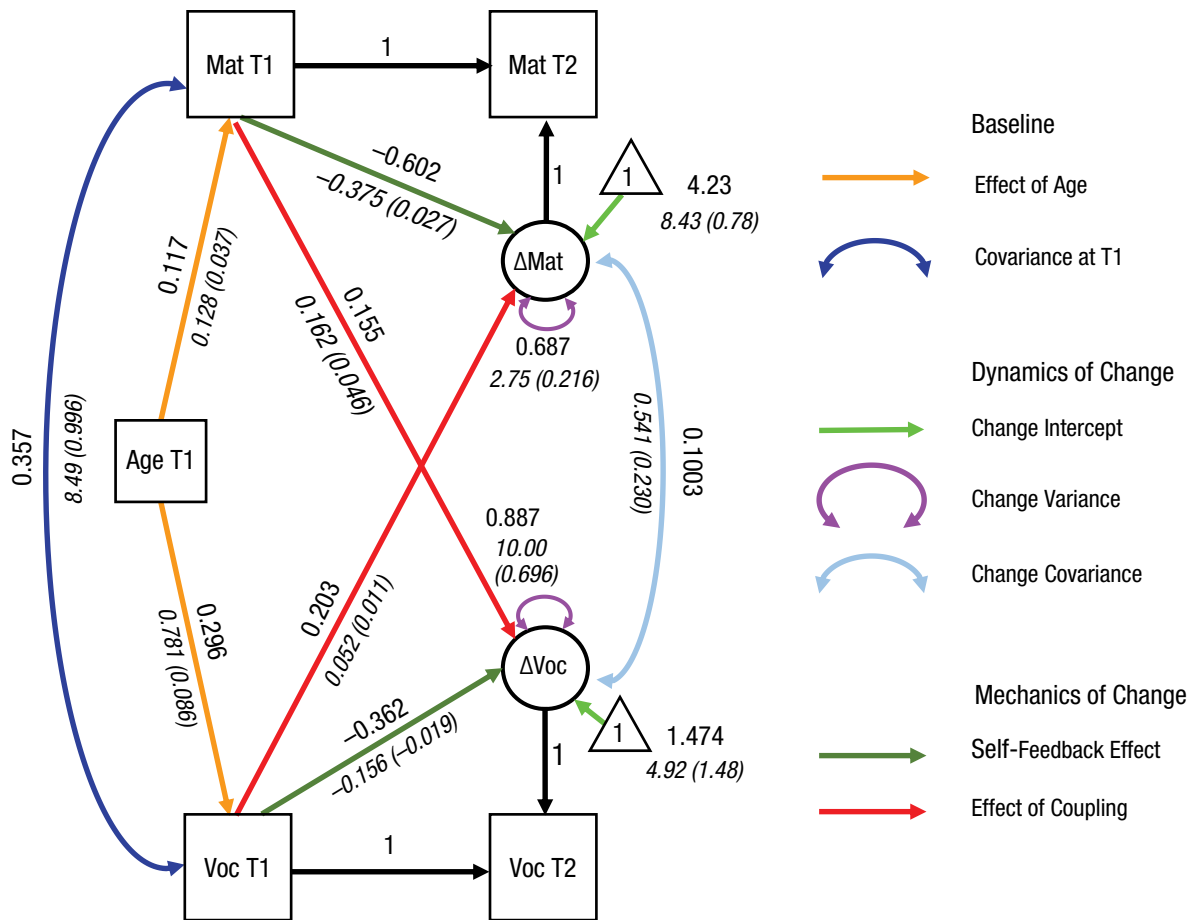 Mat T1
1
Mat T2
–0.602
–0.375 (0.027)
1
1
4.23
8.43 (0.78)
ΔMat
0.117
0.128 (0.037)
0.155
0.162 (0.046)
0.687
2.75 (0.216)
0.357
8.49 (0.996)
Age T1
0.541 (0.230)
0.1003
0.887
10.00
(0.696)
0.203
0.052 (0.011)
0.296
0.781 (0.086)
ΔVoc
–0.362
–0.156 (–0.019)
1
1
1.474
4.92 (1.48)
Voc T1
1
Voc T2
Baseline
Effect of Age
Covariance at T1
Dynamics of Change
Change Intercept
Change Variance
Change Covariance
Mechanics of Change
Self-Feedback Effect
Effect of Coupling